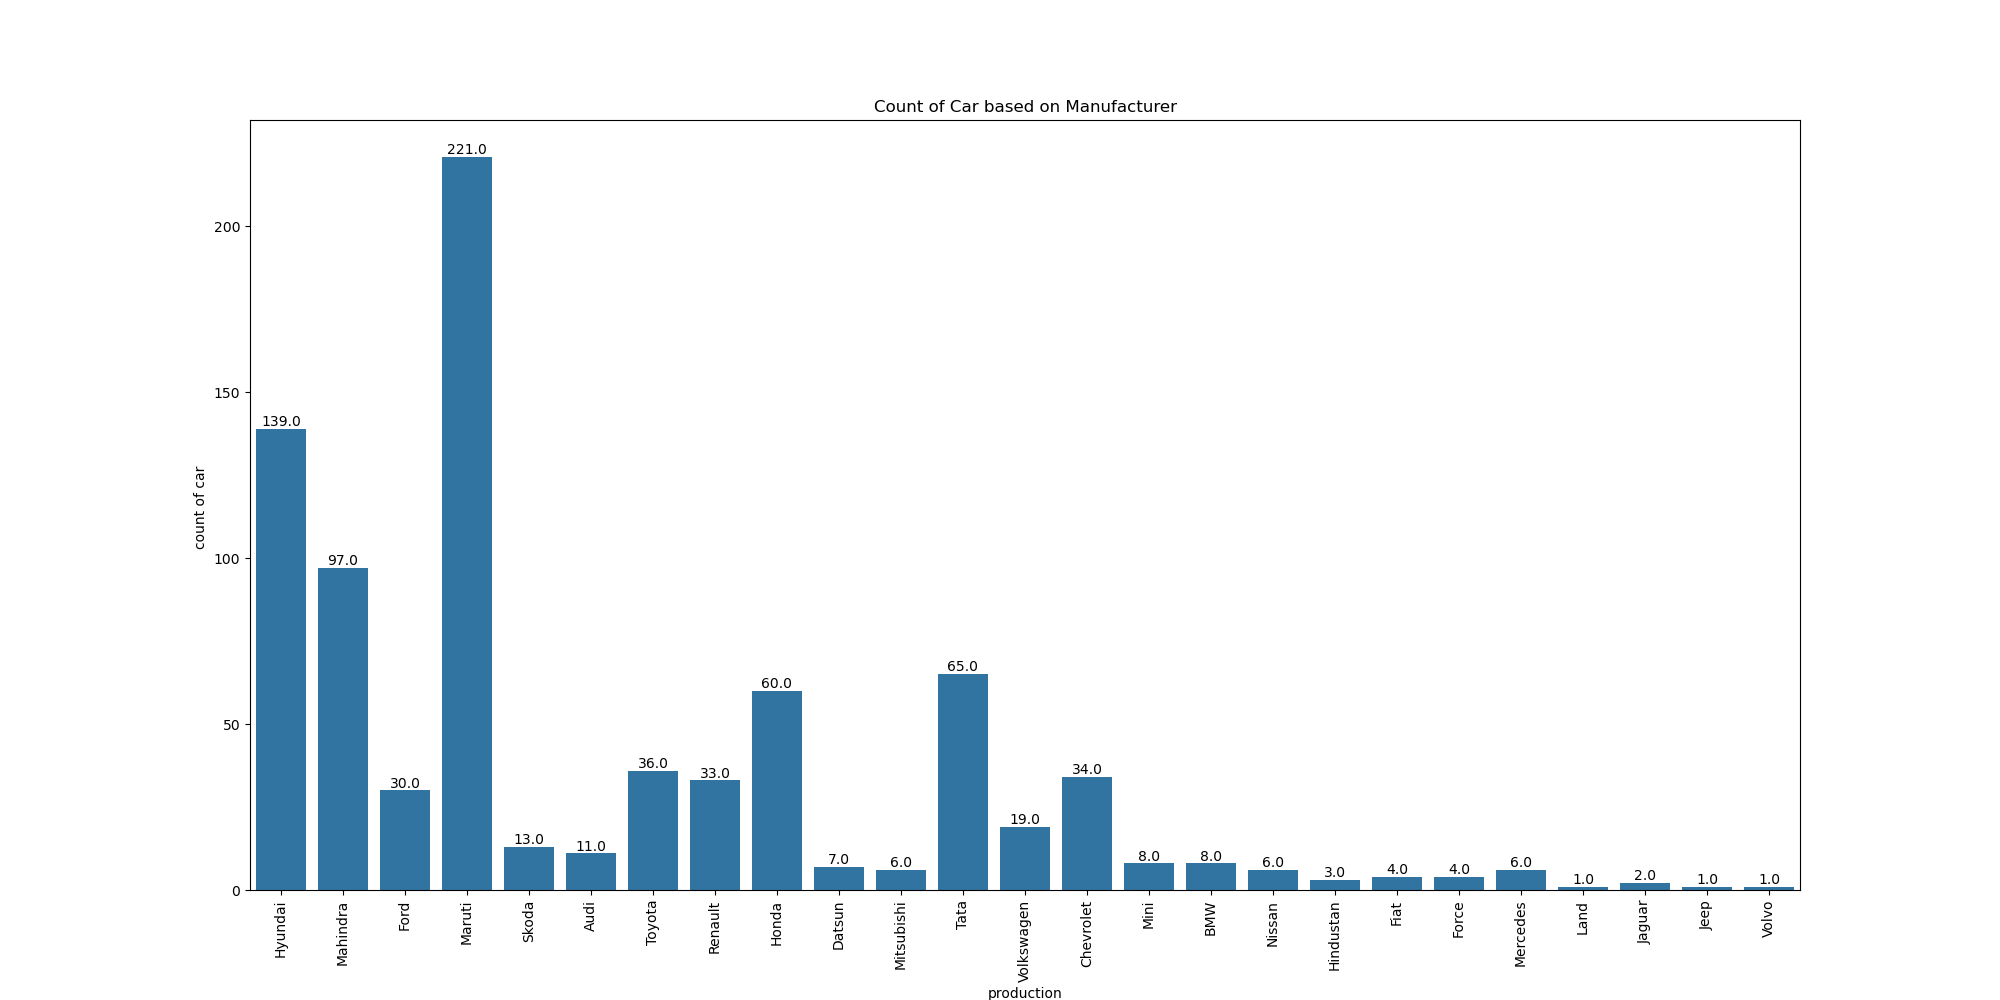 Count of Car based on Manufacturer
count of car
200
150
100
50
0
139.0
97.0
30.0
221.0
13.0
11.0
36.0
33.0
60.0
7.0
6.0
65.0
19.0
34.0
8.0
8.0
6.0
3.0
4.0
4.0
6.0
1.0
2.0
1.0
1.0
Hyundai
Mahindra
Ford
Maruti
Skoda
Audi
Toyota
Renault
Honda
Datsun
Mitsubishi
Tata
Volkswagen
Chevrolet
Mini
BMW
Nissan
Hindustan
Fiat
Force
Mercedes
Land
Jaguar
Jeep
Volvo
production